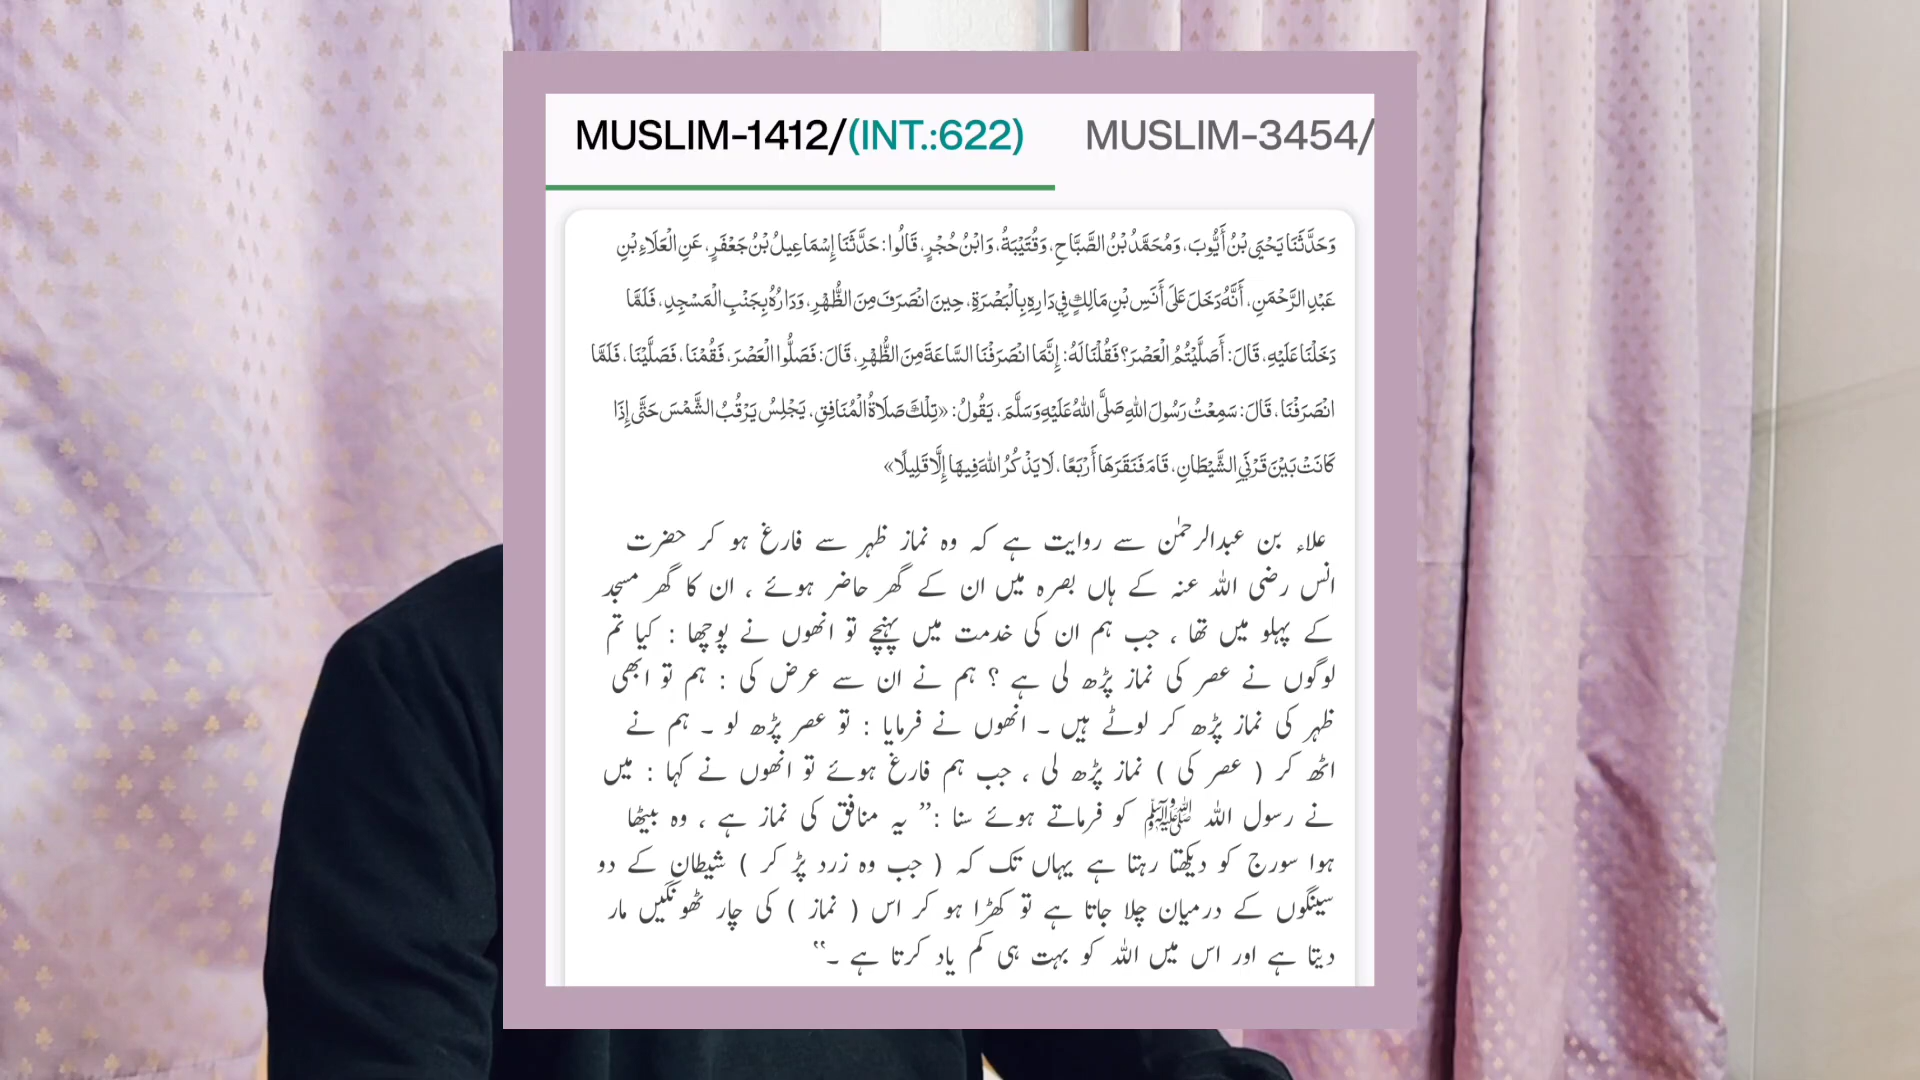 MUSLIM-1412/(INT.:622) MUSLIM-3454/
وَحَدَّثَنَا يَحْيَى بْنُ أَيُّوبَ، وَمُحَمَّدُ بْنُ الصَّبَّاحِ، وَقُتَيْبَةُ، وَابْنُ حُجْرٍ، قَالُوا: حَدَّثَنَا إِسْمَاعِيلُ بْنُ جَعْفَرٍ، عَنِ الْعَلَاءِ بْنِ
عَبْدِ الرَّحْمَنِ، أَنَّهُ دَخَلَ عَلَى أَنَسِ بْنِ مَالِكٍ فِي دَارِهِ بِالْبَصْرَةِ، حِينَ انْصَرَفَ مِنَ الظُّهْرِ، وَدَارُهُ بِجَنْبِ الْمَسْجِدِ، فَلَمَّا
دَخَلْنَا عَلَيْهِ، قَالَ: أَصَلَّيْتُمُ الْعَصْرَ؟ فَقُلْنَا لَهُ: إِنَّمَا انْصَرَفْنَا السَّاعَةَ مِنَ الظُّهْرِ، قَالَ: فَصَلُّوا الْعَصْرَ، فَقُمْنَا، فَصَلَّيْنَا، فَلَمَّا
انْصَرَفْنَا، قَالَ: سَمِعْتُ رَسُولَ اللهِ صَلَّى اللهُ عَلَيْهِ وَسَلَّمَ، يَقُولُ: «تِلْكَ صَلَاةُ الْمُنَافِقِ، يَجْلِسُ يَرْقُبُ الشَّمْسَ حَتَّى إِذَا
كَانَتْ بَيْنَ قَرْنَيِ الشَّيْطَانِ، قَامَ فَنَقَرَهَا أَرْبَعًا، لَا يَذْكُرُ اللهَ فِيهَا إِلَّا قَلِيلًا»
علاء بن عبدالرحمٰن سے روایت ہے کہ وہ نماز ظہر سے فارغ ہو کر حضرت
انس رضی اللہ عنہ کے ہاں بصرہ میں ان کے گھر حاضر ہوئے ، ان کا گھر مسجد
کے پہلو میں تھا ، جب ہم ان کی خدمت میں پہنچے تو انھوں نے پوچھا : کیا تم
لوگوں نے عصر کی نماز پڑھ لی ہے ؟ ہم نے ان سے عرض کی : ہم تو ابھی
ظہر کی نماز پڑھ کر لوٹے ہیں ۔ انھوں نے فرمایا : تو عصر پڑھ لو ۔ ہم نے
اٹھ کر ( عصر کی ) نماز پڑھ لی ، جب ہم فارغ ہوئے تو انھوں نے کہا : میں
نے رسول اللہ ﷺ کو فرماتے ہوئے سنا :” یہ منافق کی نماز ہے ، وہ بیٹھا
ہوا سورج کو دیکھتا رہتا ہے یہاں تک کہ ( جب وہ زرد پڑ کر ) شیطان کے دو
سینگوں کے درمیان چلا جاتا ہے تو کھڑا ہو کر اس ( نماز ) کی چار ٹھونگیں مار
دیتا ہے اور اس میں اللہ کو بہت ہی کم یاد کرتا ہے ۔“